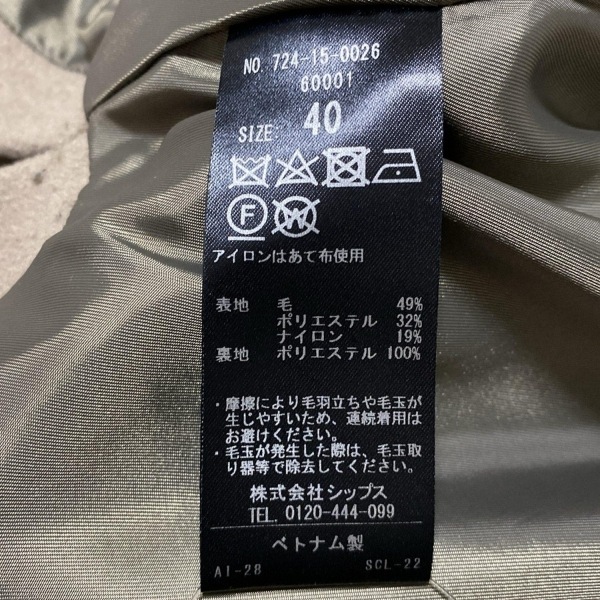 NO. 724-15-0026
60001
SIZE: 40
F W
アイロンはあて布使用
表地 毛 49%
ポリエステル 32%
ナイロン 19%
裏地 ポリエステル 100%
・摩擦により毛羽立ちや毛玉が
生じやすいため、連続着用は
お避けください。
・毛玉が発生した際は、毛玉取
り器等で除去してください。
株式会社シップス
TEL. 0120-444-099
ベトナム製
AI-28 SCL-22